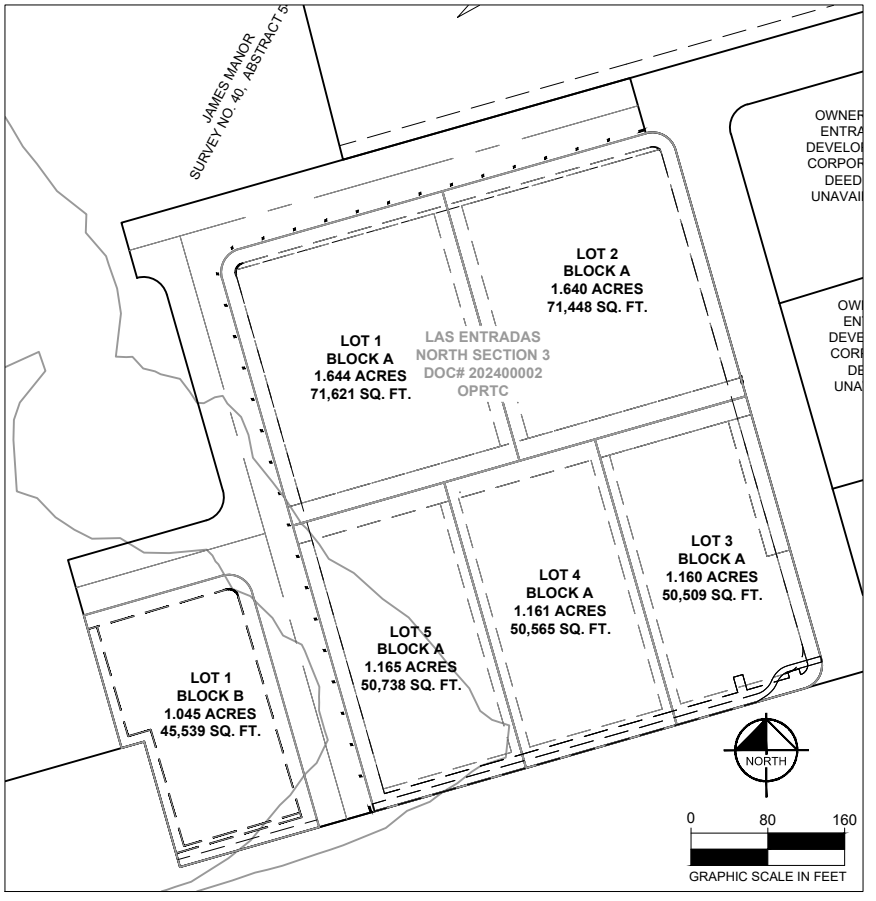 JAMES MANOR
SURVEY NO. 40, ABSTRACT 5
OWNER
ENTRA
DEVELO
CORPOR
DEED
UNAVAI
LOT 2
BLOCK A
1.640 ACRES
71,448 SQ. FT.
OW
EN
DEVE
COR
DE
UNA
LOT 1
BLOCK A
1.644 ACRES
71,621 SQ. FT.
LAS ENTRADAS
NORTH SECTION 3
DOC# 202400002
OPRTC
LOT 3
BLOCK A
1.160 ACRES
50,509 SQ. FT.
LOT 4
BLOCK A
1.161 ACRES
50,565 SQ. FT.
LOT 5
BLOCK A
1.165 ACRES
50,738 SQ. FT.
LOT 1
BLOCK B
1.045 ACRES
45,539 SQ. FT.
NORTH
0 80 160
GRAPHIC SCALE IN FEET